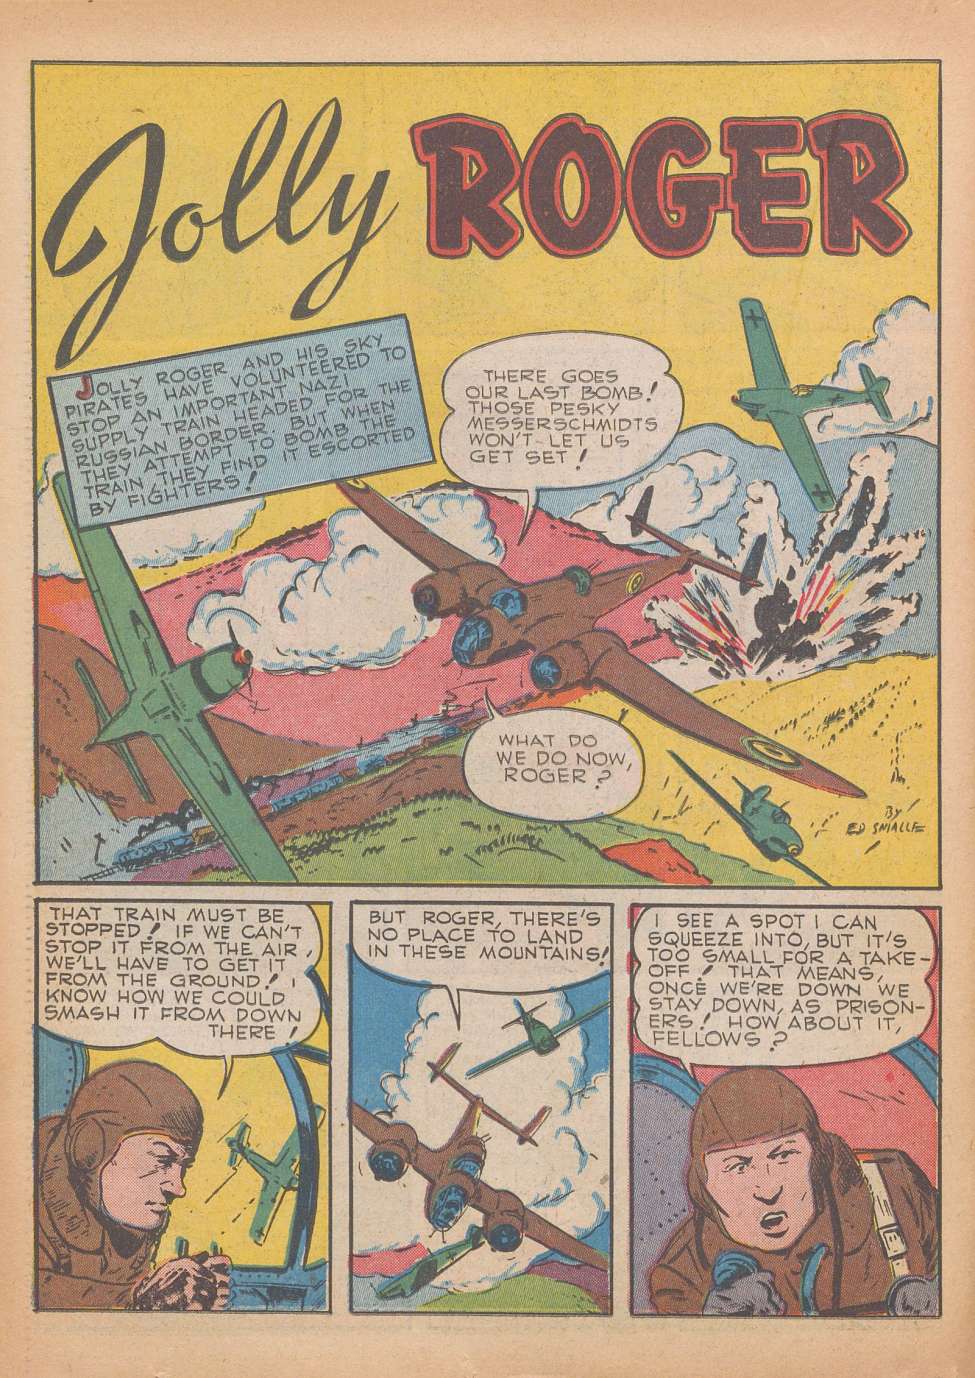 Jolly ROGER
JOLLY ROGER AND HIS SKY
PIRATES HAVE VOLUNTEERED TO
STOP AN IMPORTANT NAZI
SUPPLY TRAIN HEADED FOR THE
RUSSIAN BORDER. BUT WHEN
THEY ATTEMPT TO BOMB THE
TRAIN, THEY FIND IT ESCORTED
BY FIGHTERS!
THERE GOES
OUR LAST BOMB!
THOSE PESKY
MESSERSCHMIDTS
WON'T LET US
GET SET!
WHAT DO
WE DO NOW,
ROGER?
BY
ED SMALLE
THAT TRAIN MUST BE
STOPPED! IF WE CAN'T
STOP IT FROM THE AIR,
WE'LL HAVE TO GET IT
FROM THE GROUND! I
KNOW HOW WE COULD
SMASH IT FROM DOWN
THERE!
BUT ROGER, THERE'S
NO PLACE TO LAND
IN THESE MOUNTAINS!
I SEE A SPOT I CAN
SQUEEZE INTO, BUT IT'S
TOO SMALL FOR A TAKE-
OFF! THAT MEANS,
ONCE WE'RE DOWN WE
STAY DOWN, AS PRISON-
ERS! HOW ABOUT IT,
FELLOWS?